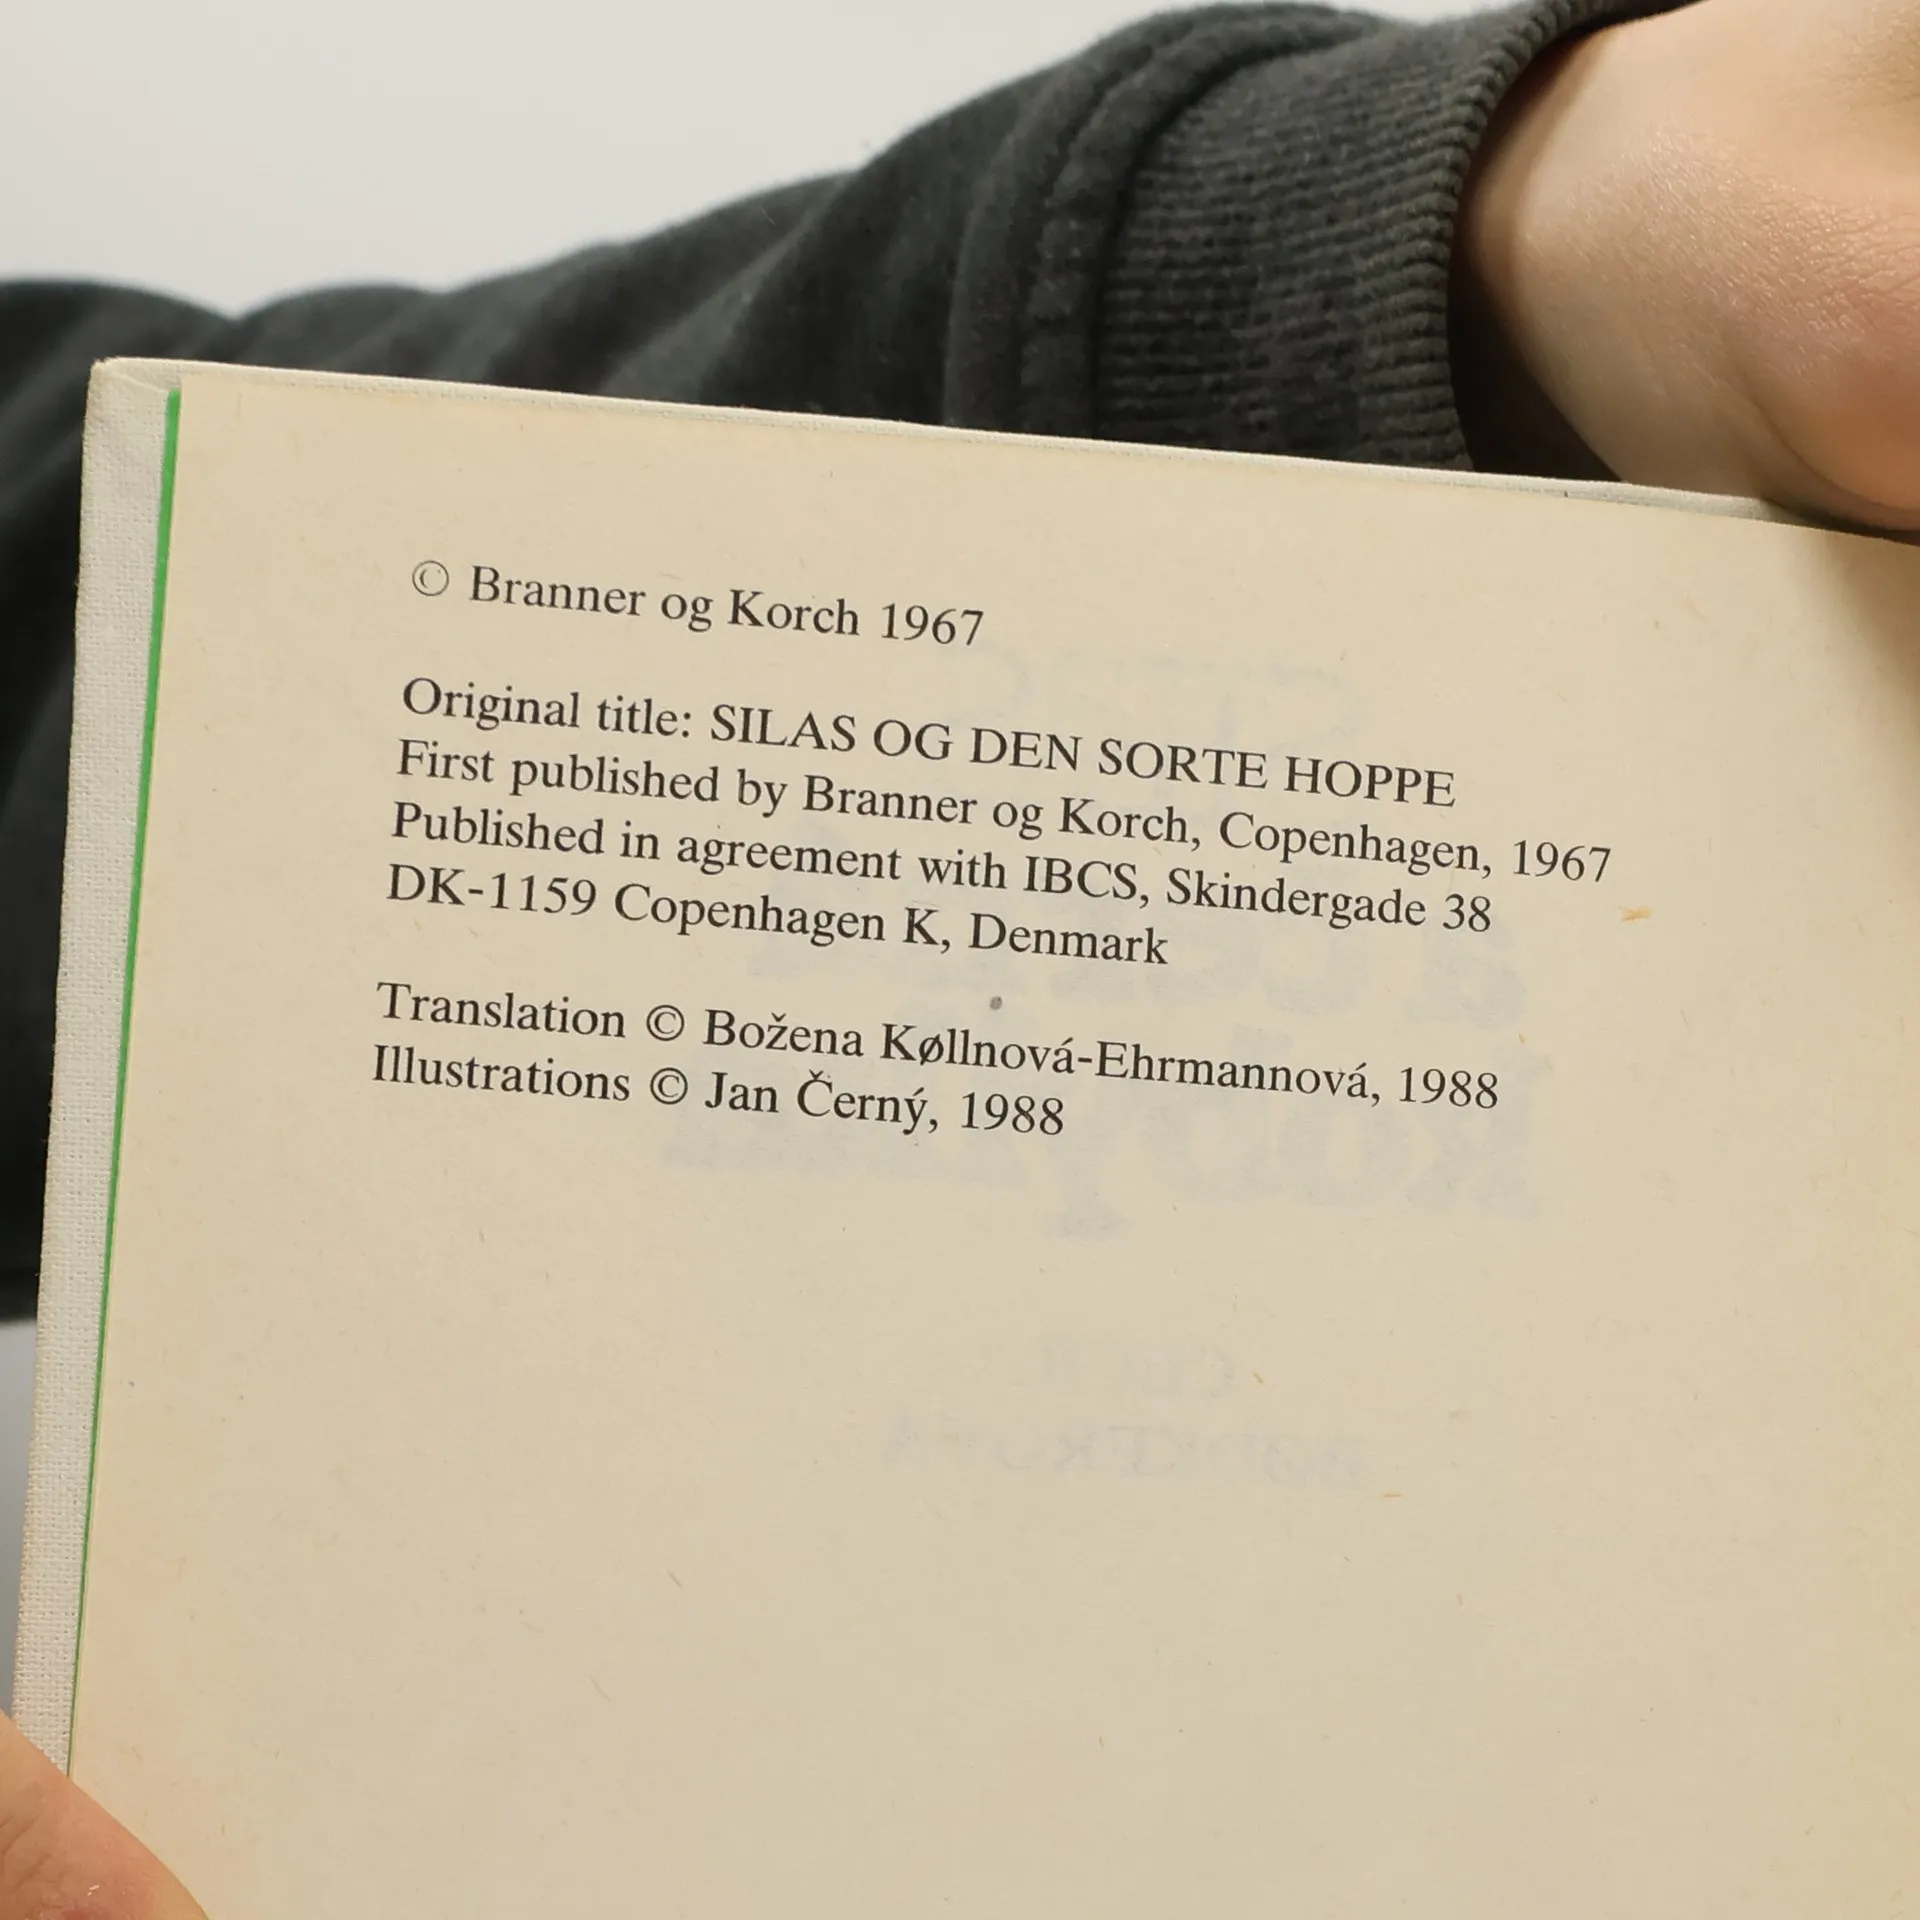 © Branner og Korch 1967
Original title: SILAS OG DEN SORTE HOPPE
First published by Branner og Korch, Copenhagen, 1967
Published in agreement with IBCS, Skindergade 38
DK-1159 Copenhagen K, Denmark
Translation © Božena Køllnová-Ehrmannová, 1988
Illustrations © Jan Černý, 1988